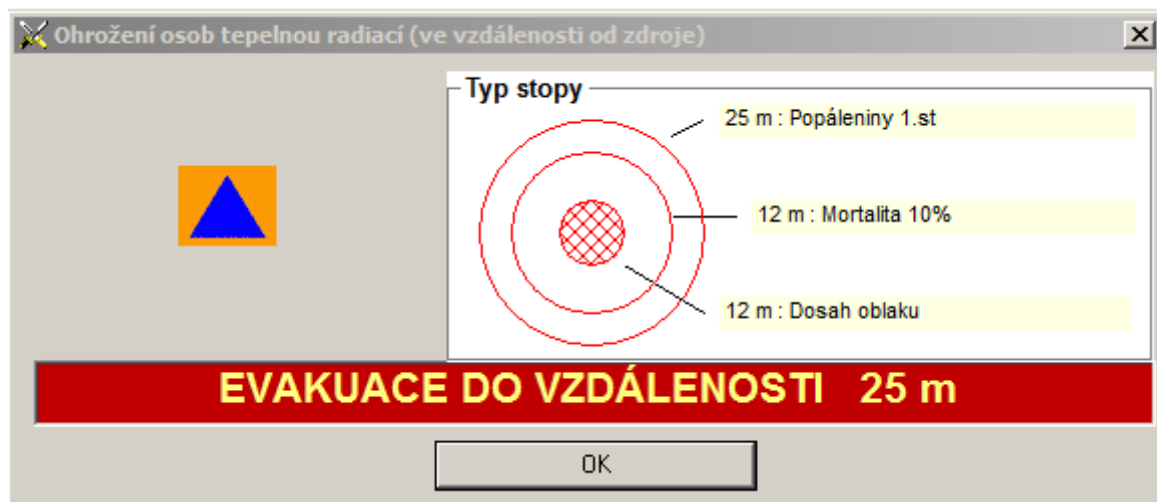 Ohrožení osob tepelnou radiací (ve vzdálenosti od zdroje)
Typ stopy
25 m : Popáleniny 1.st
12 m : Mortalita 10%
12 m : Dosah oblaku
EVAKUACE DO VZDÁLENOSTI 25 m
OK